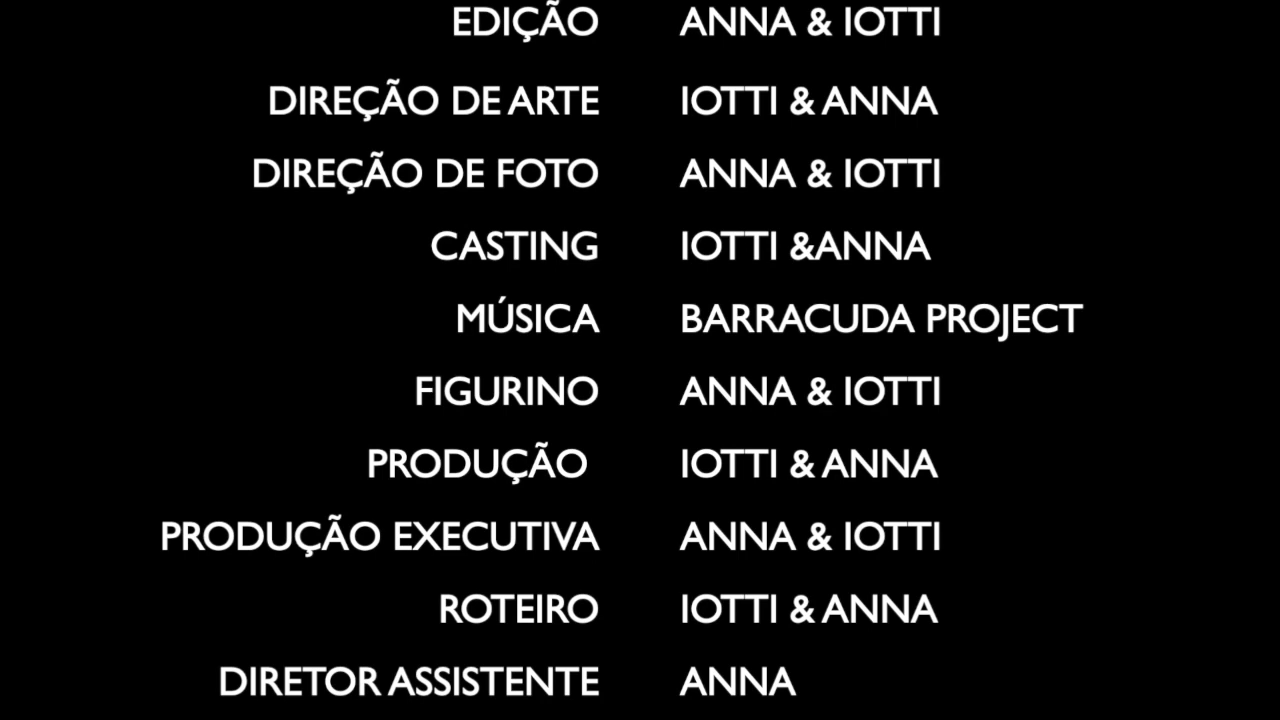 EDIÇÃO ANNA & IOTTI
DIREÇÃO DE ARTE IOTTI & ANNA
DIREÇÃO DE FOTO ANNA & IOTTI
CASTING IOTTI &ANNA
MÚSICA BARRACUDA PROJECT
FIGURINO ANNA & IOTTI
PRODUÇÃO IOTTI & ANNA
PRODUÇÃO EXECUTIVA ANNA & IOTTI
ROTEIRO IOTTI & ANNA
DIRETOR ASSISTENTE ANNA